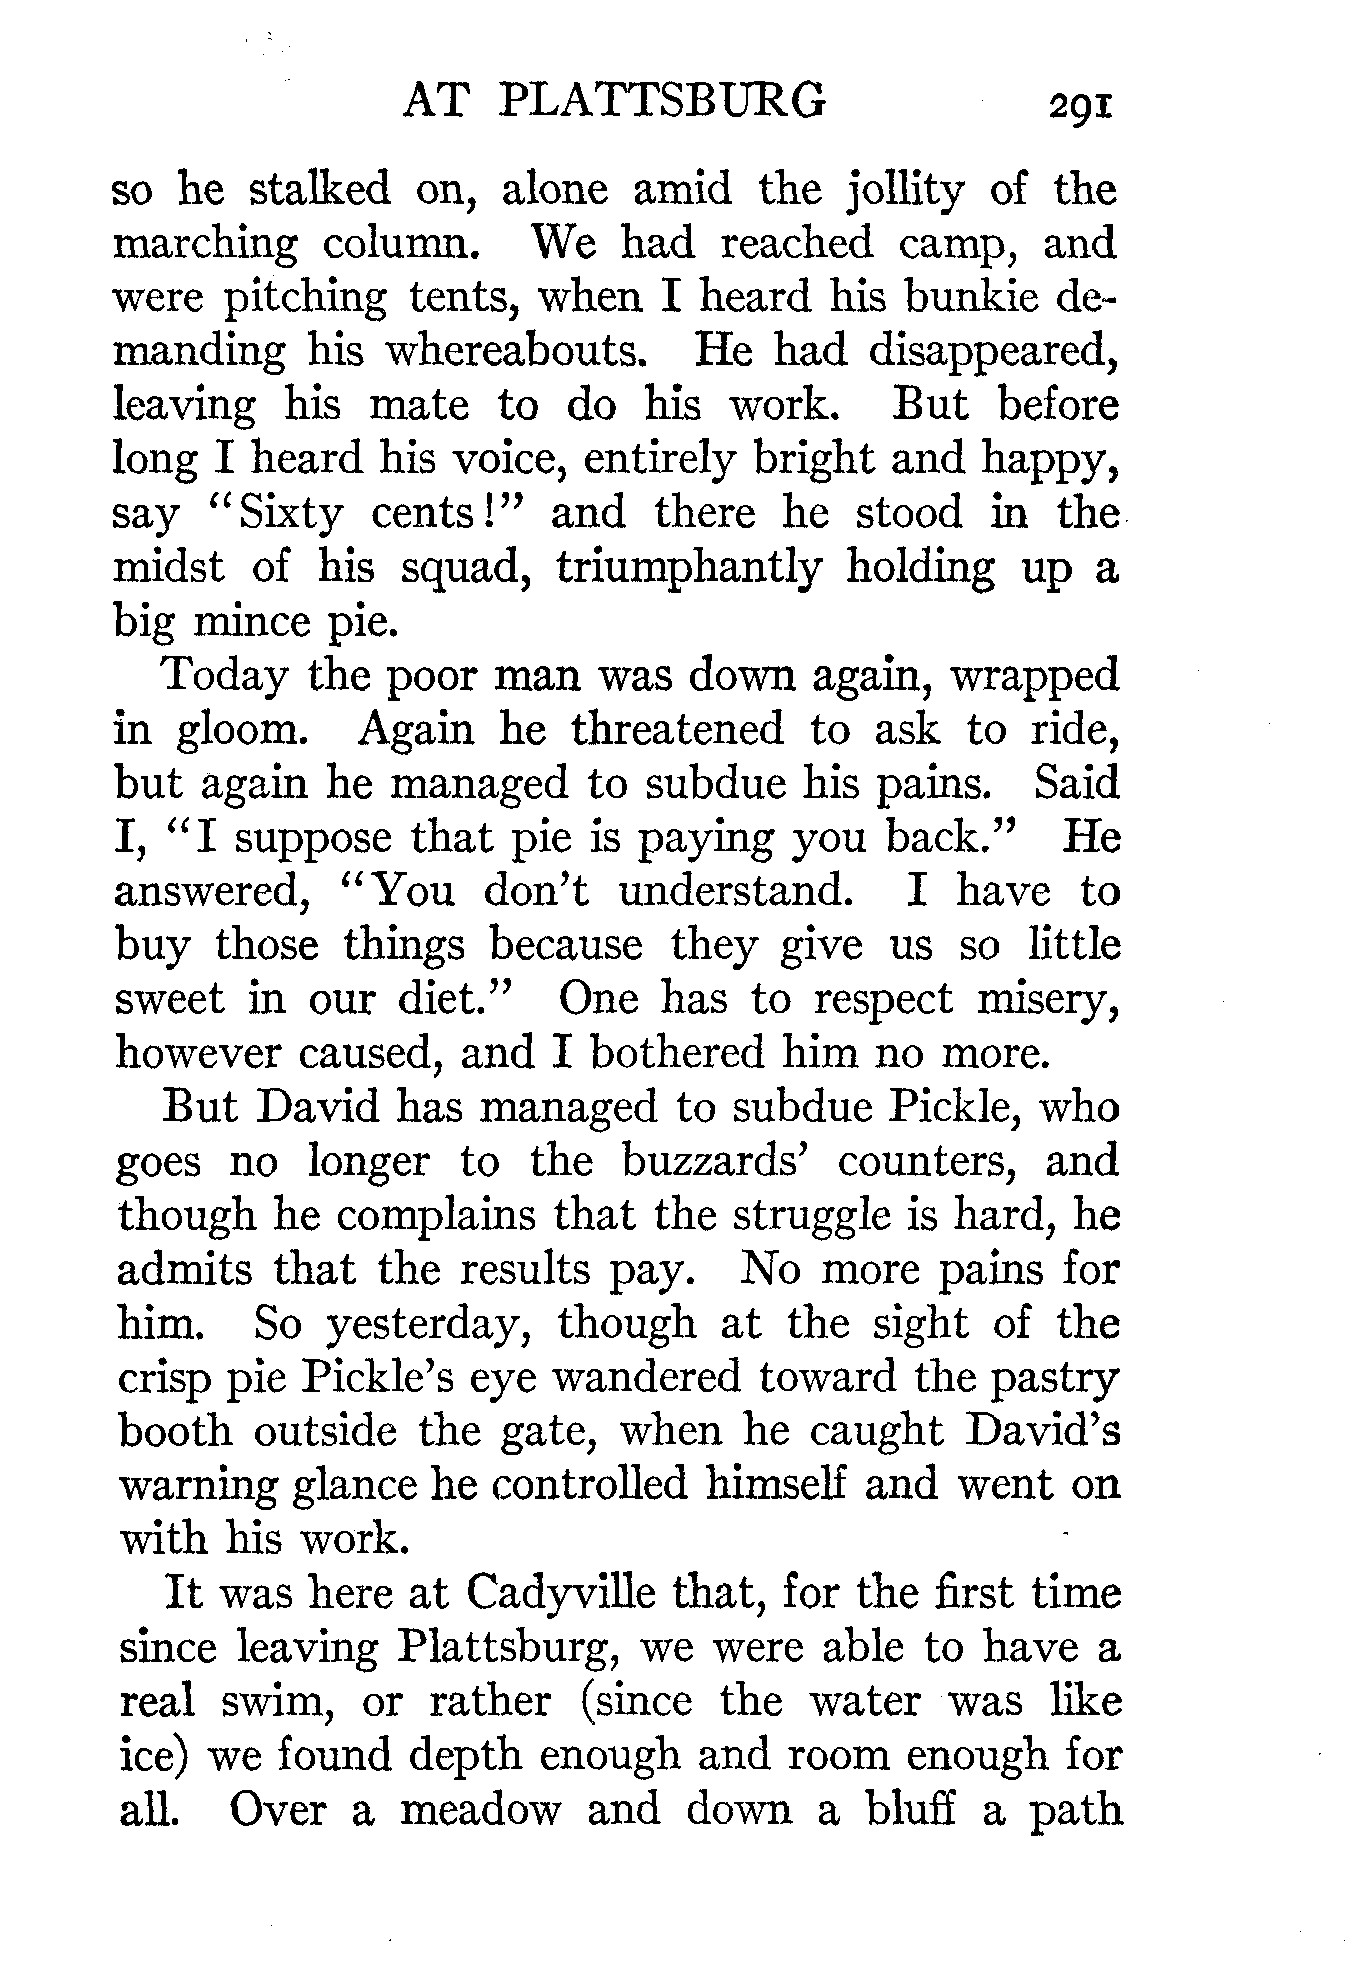 AT PLATTSBURG 291
so he stalked on, alone amid the jollity of the
marching column. We had reached camp, and
were pitching tents, when I heard his bunkie de-
manding his whereabouts. He had disappeared,
leaving his mate to do his work. But before
long I heard his voice, entirely bright and happy,
say "Sixty cents!" and there he stood in the
midst of his squad, triumphantly holding up a
big mince pie.
Today the poor man was down again, wrapped
in gloom. Again he threatened to ask to ride,
but again he managed to subdue his pains. Said
I, "I suppose that pie is paying you back." He
answered, "You don't understand. I have to
buy those things because they give us so little
sweet in our diet." One has to respect misery,
however caused, and I bothered him no more.
But David has managed to subdue Pickle, who
goes no longer to the buzzards' counters, and
though he complains that the struggle is hard, he
admits that the results pay. No more pains for
him. So yesterday, though at the sight of the
crisp pie Pickle's eye wandered toward the pastry
booth outside the gate, when he caught David's
warning glance he controlled himself and went on
with his work.
It was here at Cadyville that, for the first time
since leaving Plattsburg, we were able to have a
real swim, or rather (since the water was like
ice) we found depth enough and room enough for
all. Over a meadow and down a bluff a path